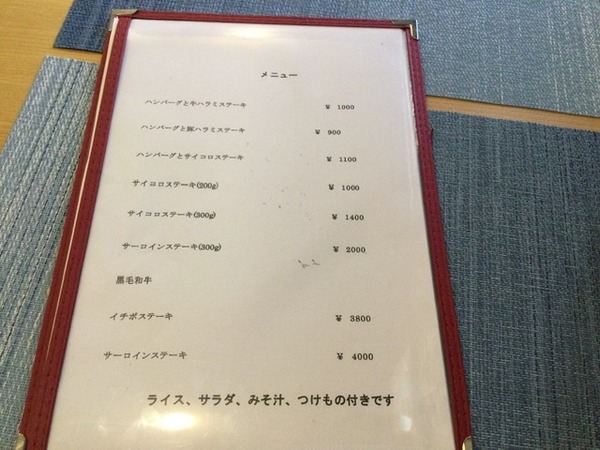 メニュー
ハンバーグと牛ハラミステーキ ¥ 1000
ハンバーグと豚ハラミステーキ ¥ 900
ハンバーグとサイコロステーキ ¥ 1100
サイコロステーキ(200g) ¥ 1000
サイコロステーキ(300g) ¥ 1400
サーロインステーキ(300g) ¥ 2000
黒毛和牛
イチボステーキ ¥ 3800
サーロインステーキ ¥ 4000
ライス、サラダ、みそ汁、つけもの付きです